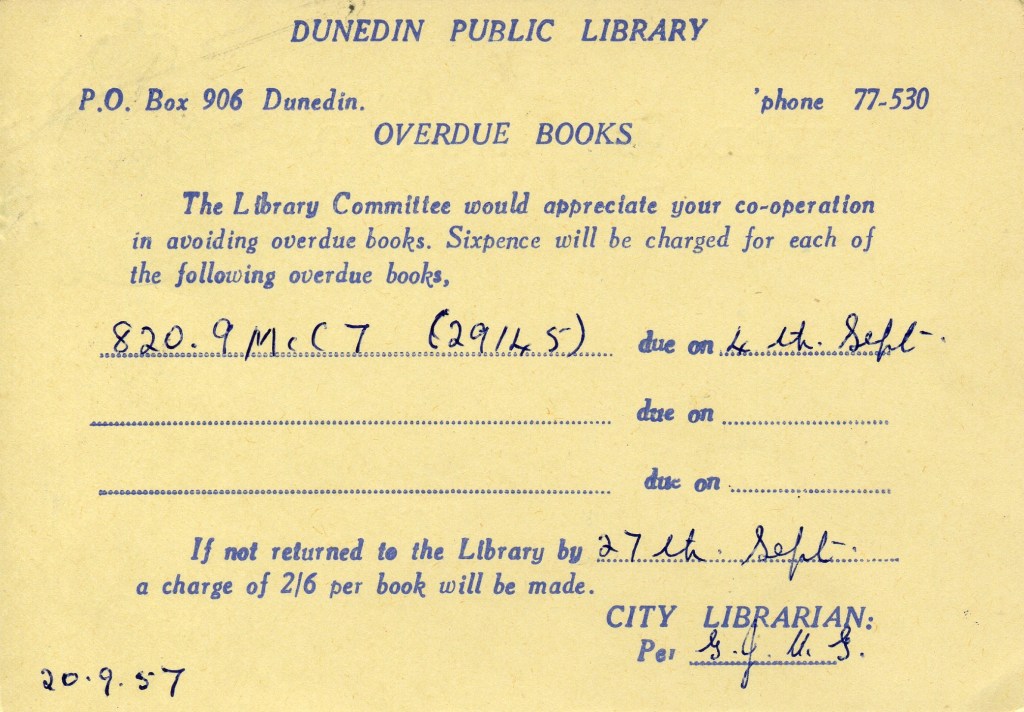 DUNEDIN PUBLIC LIBRARY
P.O. Box 906 Dunedin. 'phone 77-530
OVERDUE BOOKS
The Library Committee would appreciate your co-operation
in avoiding overdue books. Sixpence will be charged for each of
the following overdue books,
820.9 McC 7 (29145) due on 4 th. Sept.
due on
due on
If not returned to the Library by 27 th. Sept.
a charge of 2/6 per book will be made.
CITY LIBRARIAN:
Per G. J. U. G.
20.9.57